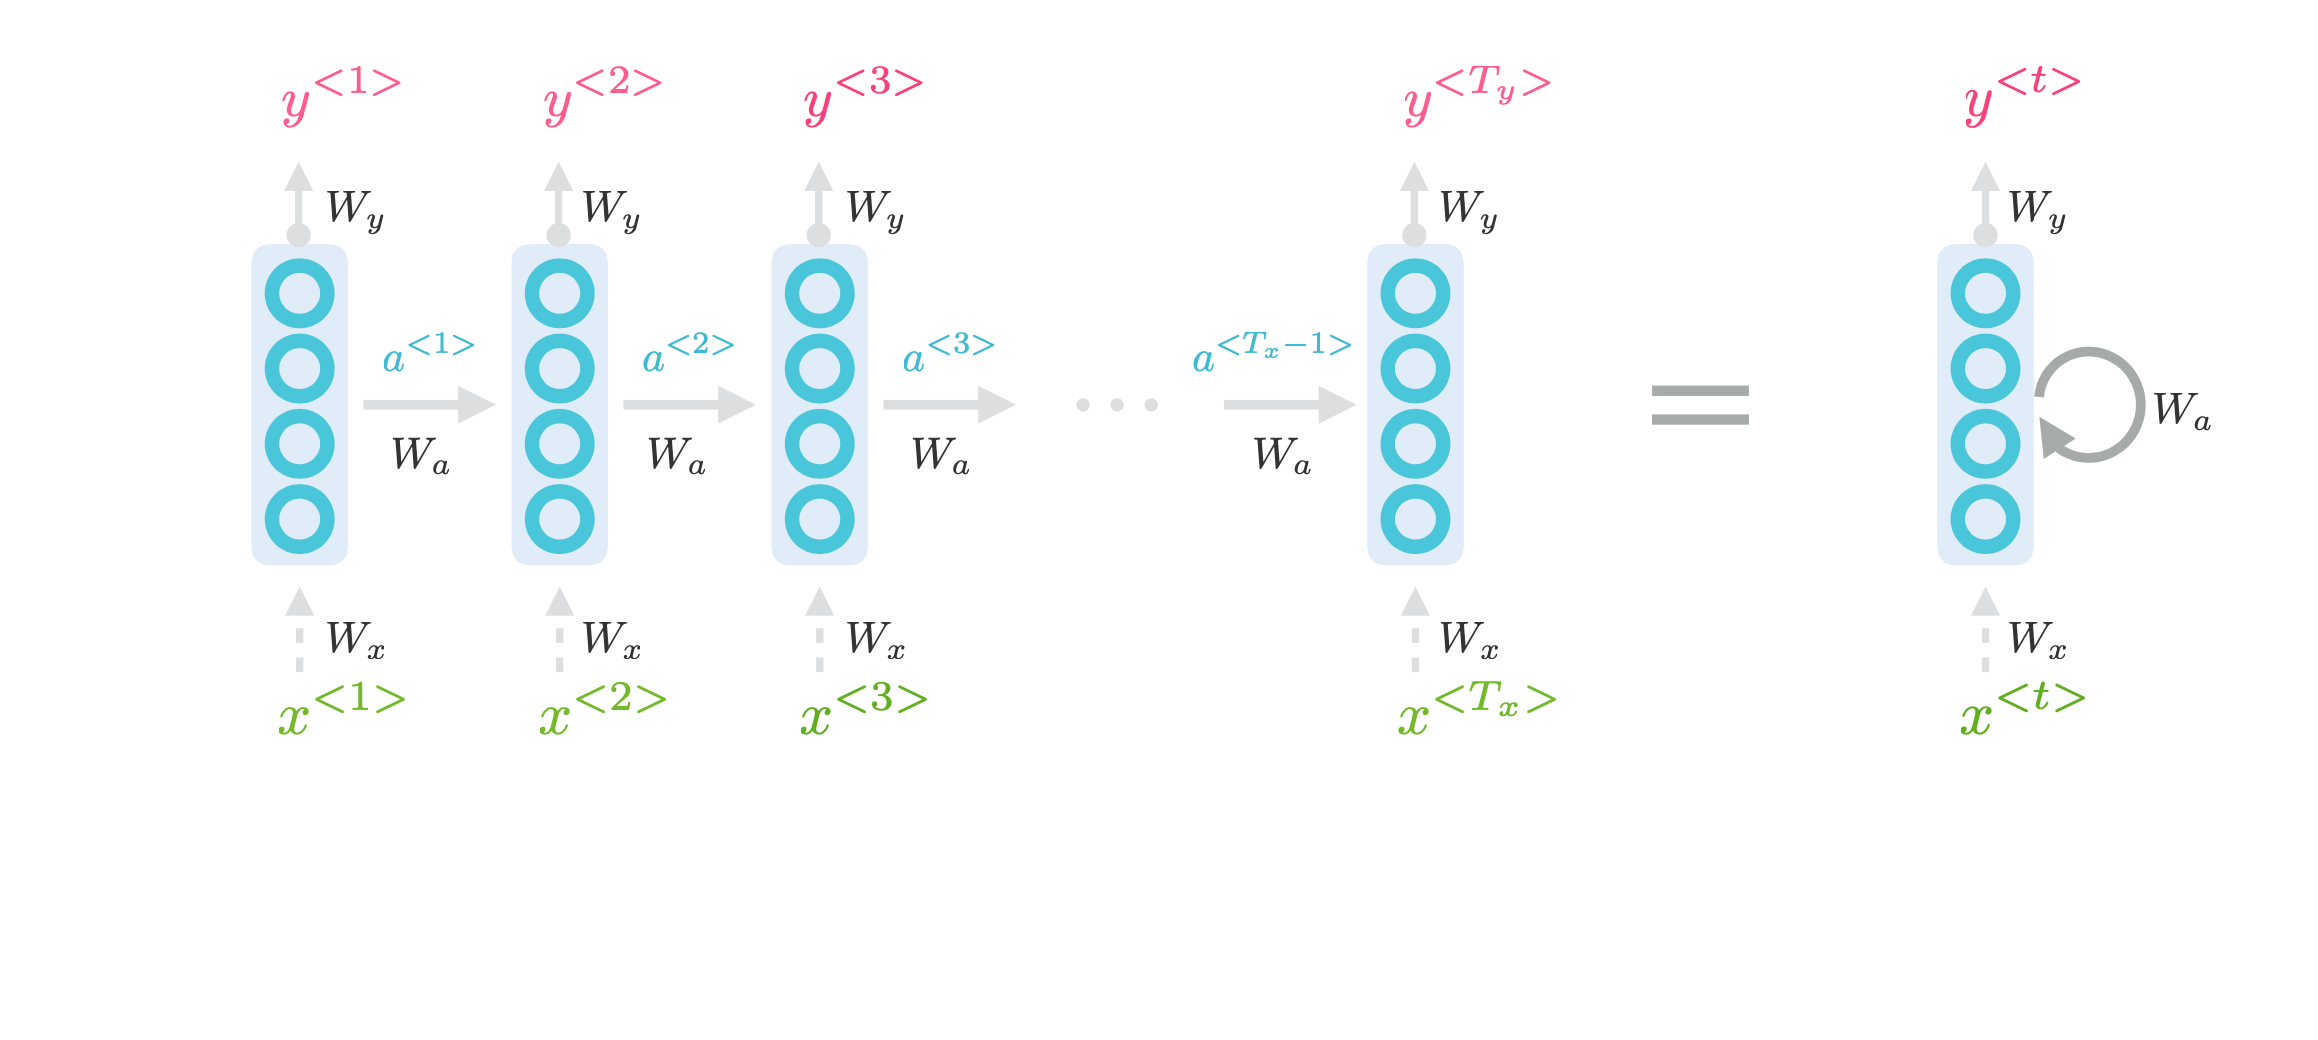 y^{<1>} y^{<2>} y^{<3>} y^{<T_y>} y^{<t>}
W_y W_y W_y W_y W_y
a^{<1>} a^{<2>} a^{<3>} ... a^{<T_x-1>} =
W_a W_a W_a W_a W_a
W_x W_x W_x W_x W_x
x^{<1>} x^{<2>} x^{<3>} x^{<T_x>} x^{<t>}